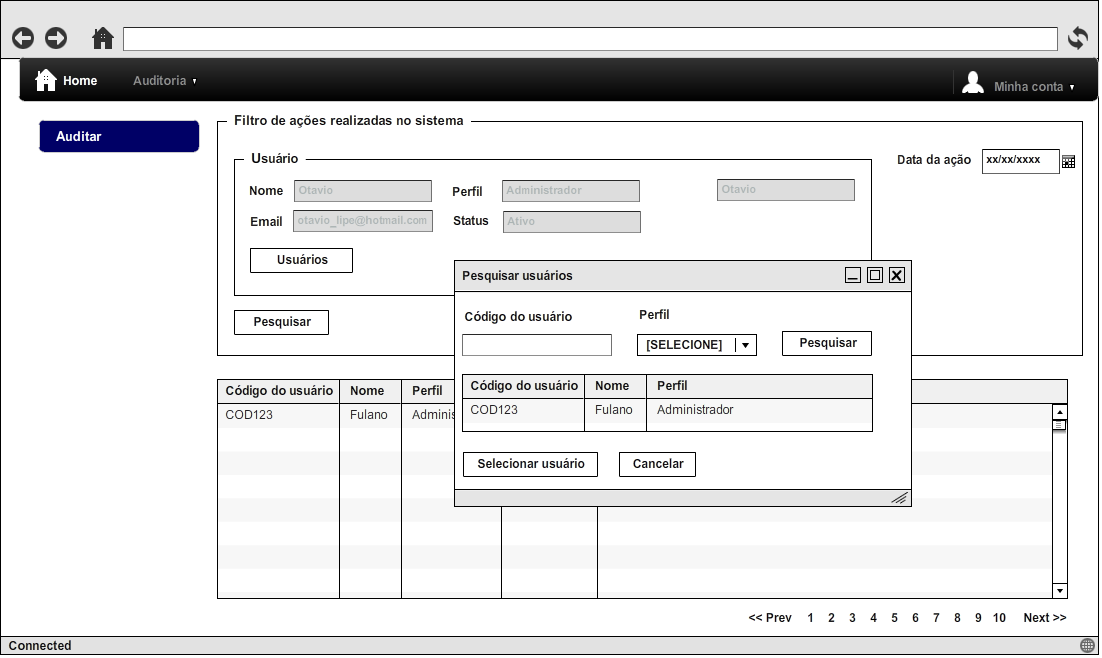 Home
Auditoria
Minha conta
Auditar
Filtro de ações realizadas no sistema
Usuário
Data da ação
xx/xx/xxxx
Nome
Otavio
Perfil
Administrador
Otavio
Email
otavio_lipe@hotmail.com
Status
Ativo
Usuários
Pesquisar
Pesquisar usuários
Código do usuário
Perfil
[SELECIONE]
Pesquisar
Código do usuário Nome Perfil
COD123 Fulano Administrador
Selecionar usuário
Cancelar
Código do usuário Nome Perfil
COD123 Fulano Adminis
<< Prev 1 2 3 4 5 6 7 8 9 10 Next >>
Connected